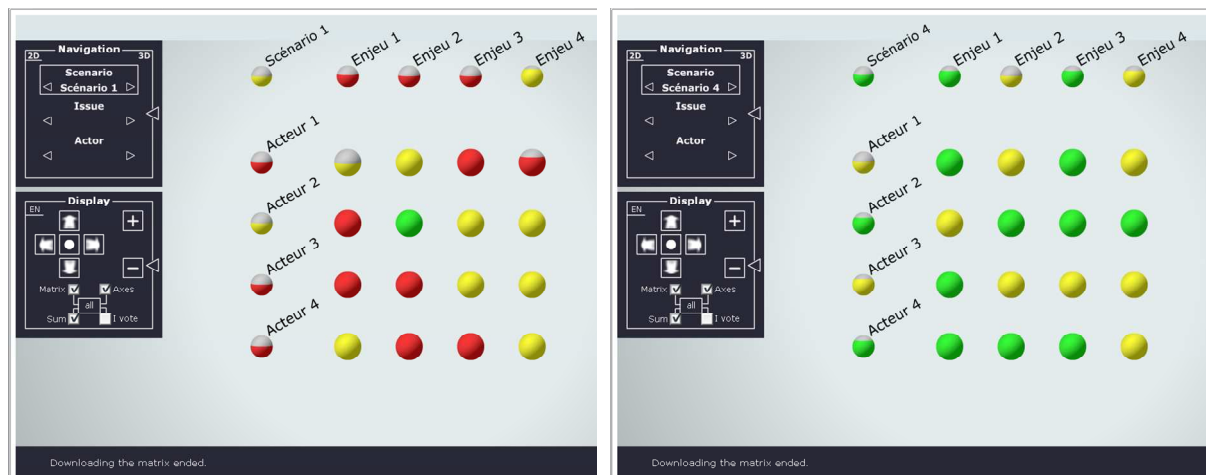 Navigation
2D 3D
Scenario
Scénario 1
Issue
Actor
Display
EN
Matrix Axes
all
Sum I vote
Scénario 1 Enjeu 1 Enjeu 2 Enjeu 3 Enjeu 4
Acteur 1
Acteur 2
Acteur 3
Acteur 4
Downloading the matrix ended.
Navigation
2D 3D
Scenario
Scénario 4
Issue
Actor
Display
EN
Matrix Axes
all
Sum I vote
Scénario 4 Enjeu 1 Enjeu 2 Enjeu 3 Enjeu 4
Acteur 1
Acteur 2
Acteur 3
Acteur 4
Downloading the matrix ended.